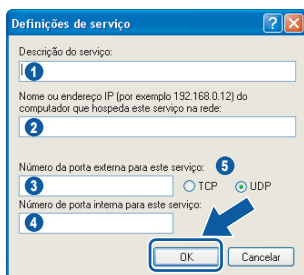 Definições de serviço
Descrição do serviço:
1
Nome ou endereço IP (por exemplo 192.168.0.12) do
computador que hospeda este serviço na rede:
2
Número da porta externa para este serviço: 5
3 TCP UDP
Número de porta interna para este serviço:
4
OK Cancelar